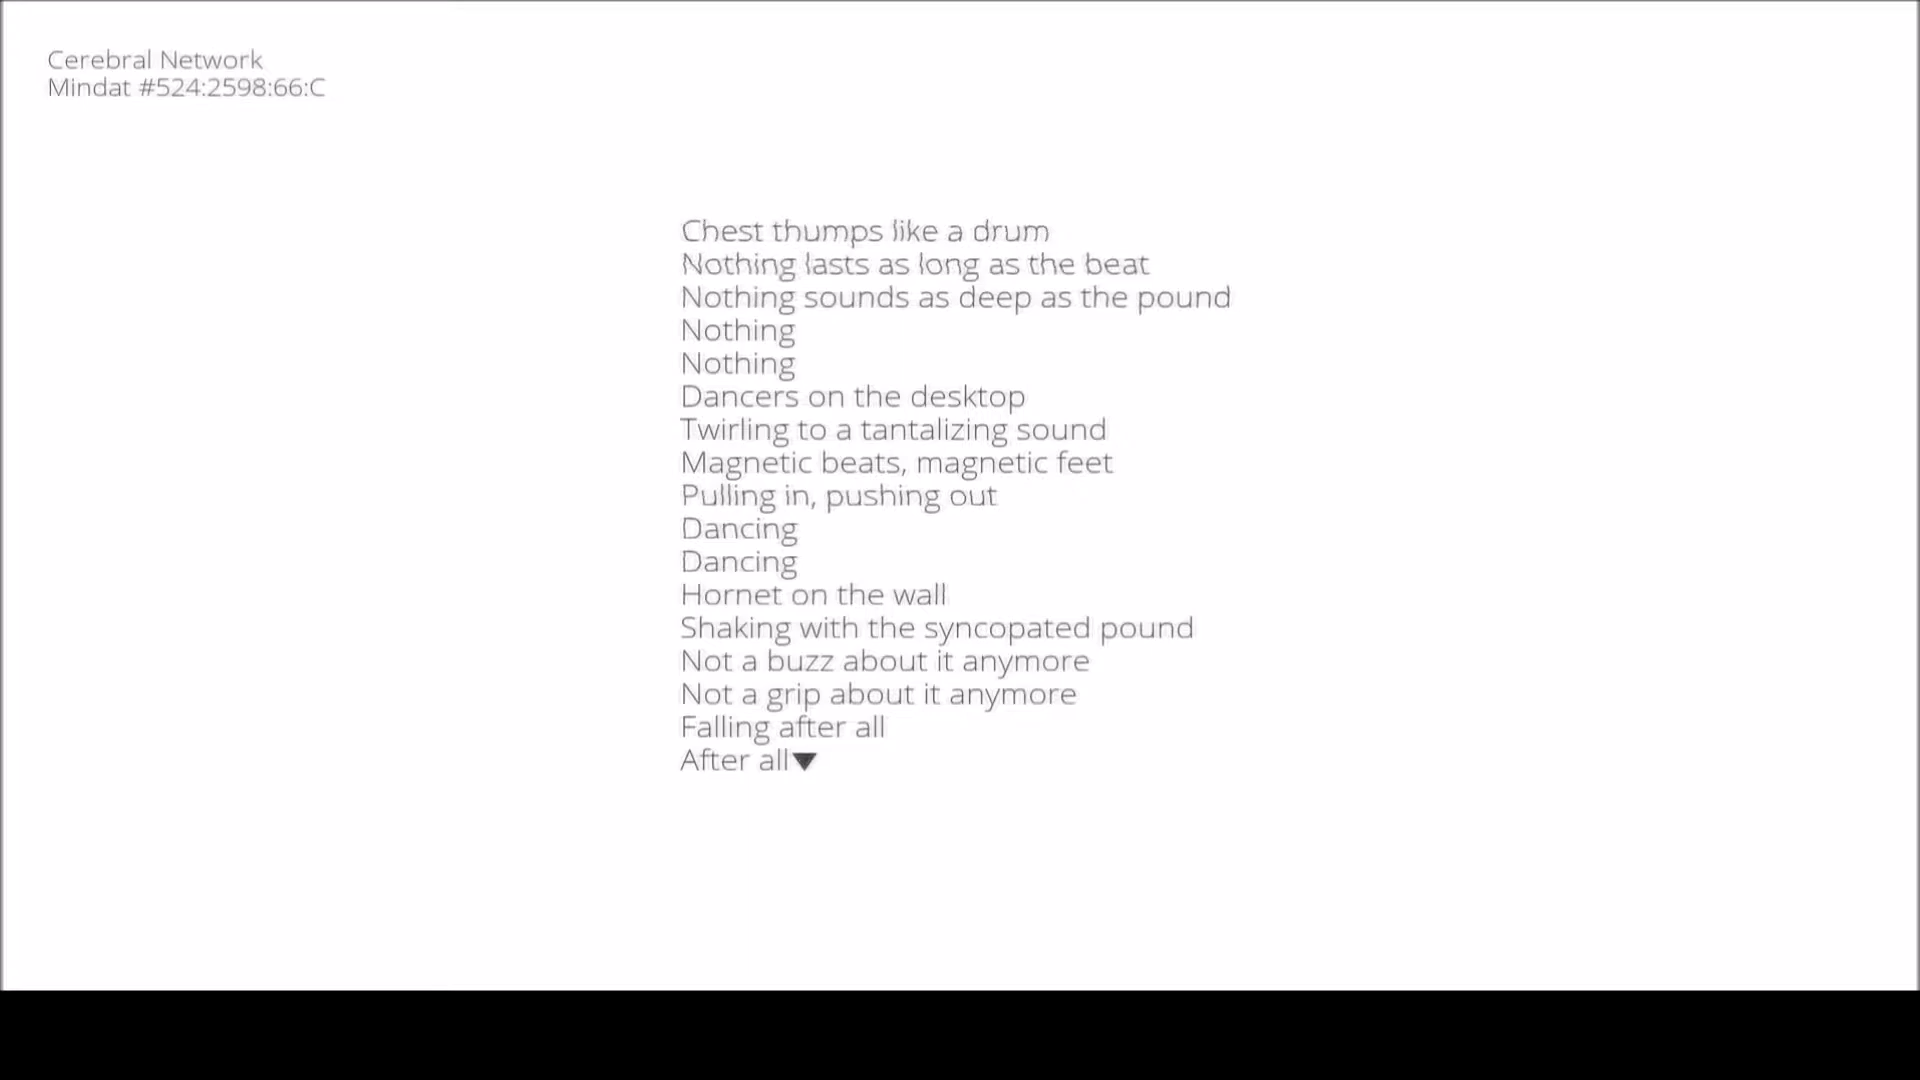 Cerebral Network
Mindat #524:2598:66:C
Chest thumps like a drum
Nothing lasts as long as the beat
Nothing sounds as deep as the pound
Nothing
Nothing
Dancers on the desktop
Twirling to a tantalizing sound
Magnetic beats, magnetic feet
Pulling in, pushing out
Dancing
Dancing
Hornet on the wall
Shaking with the syncopated pound
Not a buzz about it anymore
Not a grip about it anymore
Falling after all
After all